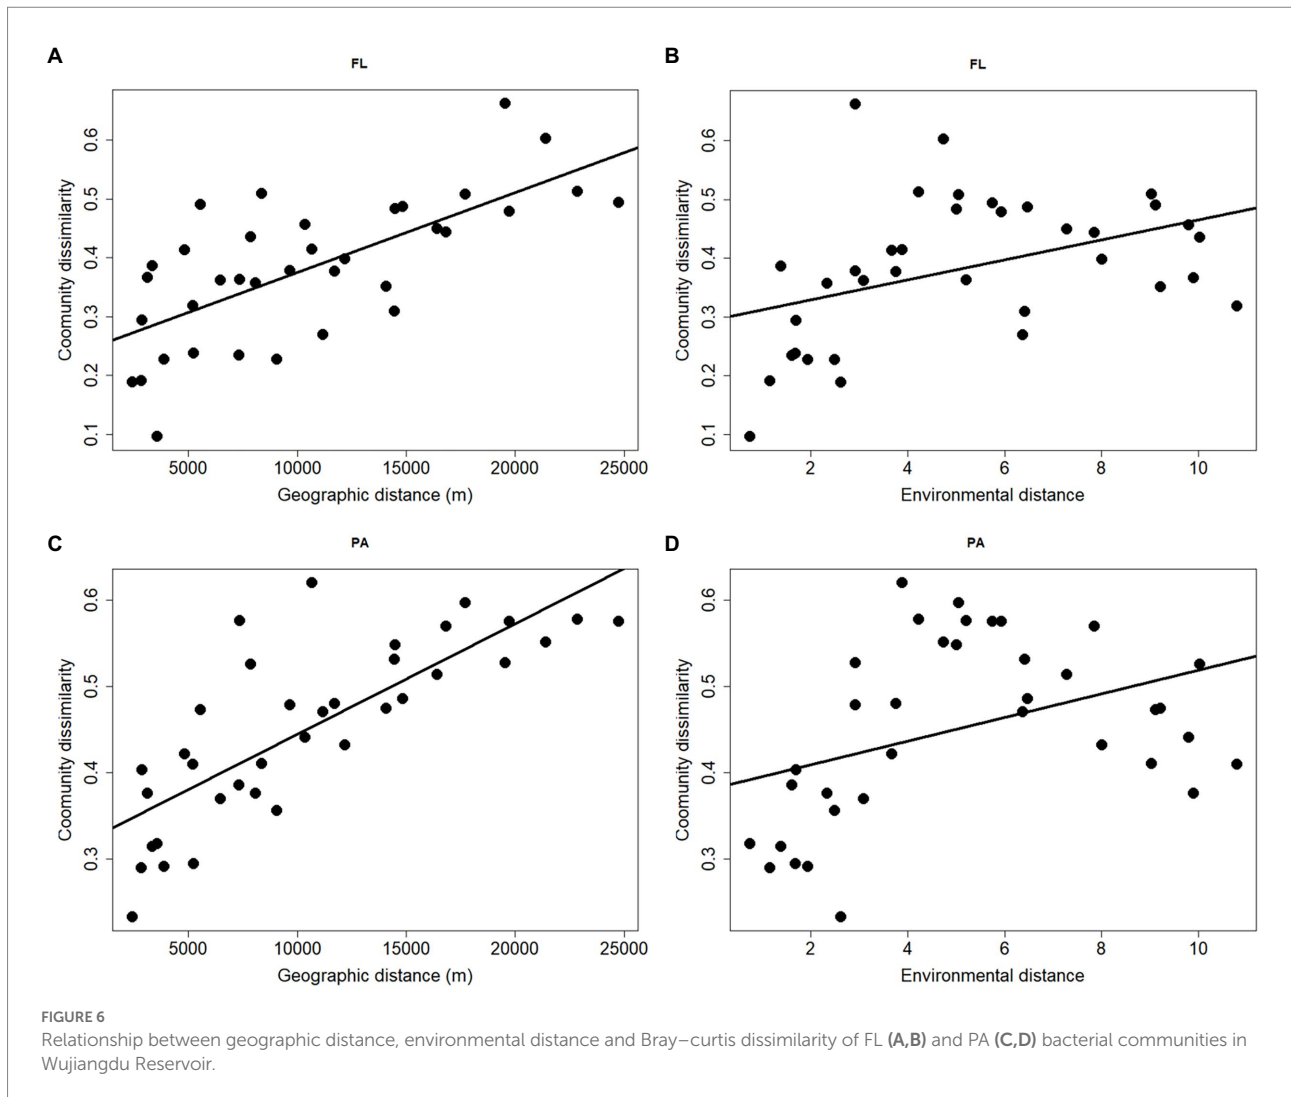 A
FL
Coomunity dissimilarity
0.6
0.5
0.4
0.3
0.2
0.1
5000 10000 15000 20000 25000
Geographic distance (m)
B
FL
Coomunity dissimilarity
0.6
0.5
0.4
0.3
0.2
0.1
2 4 6 8 10
Environmental distance
C
PA
Coomunity dissimilarity
0.6
0.5
0.4
0.3
5000 10000 15000 20000 25000
Geographic distance (m)
D
PA
Coomunity dissimilarity
0.6
0.5
0.4
0.3
2 4 6 8 10
Environmental distance
FIGURE 6
Relationship between geographic distance, environmental distance and Bray–curtis dissimilarity of FL (A,B) and PA (C,D) bacterial communities in
Wujiangdu Reservoir.